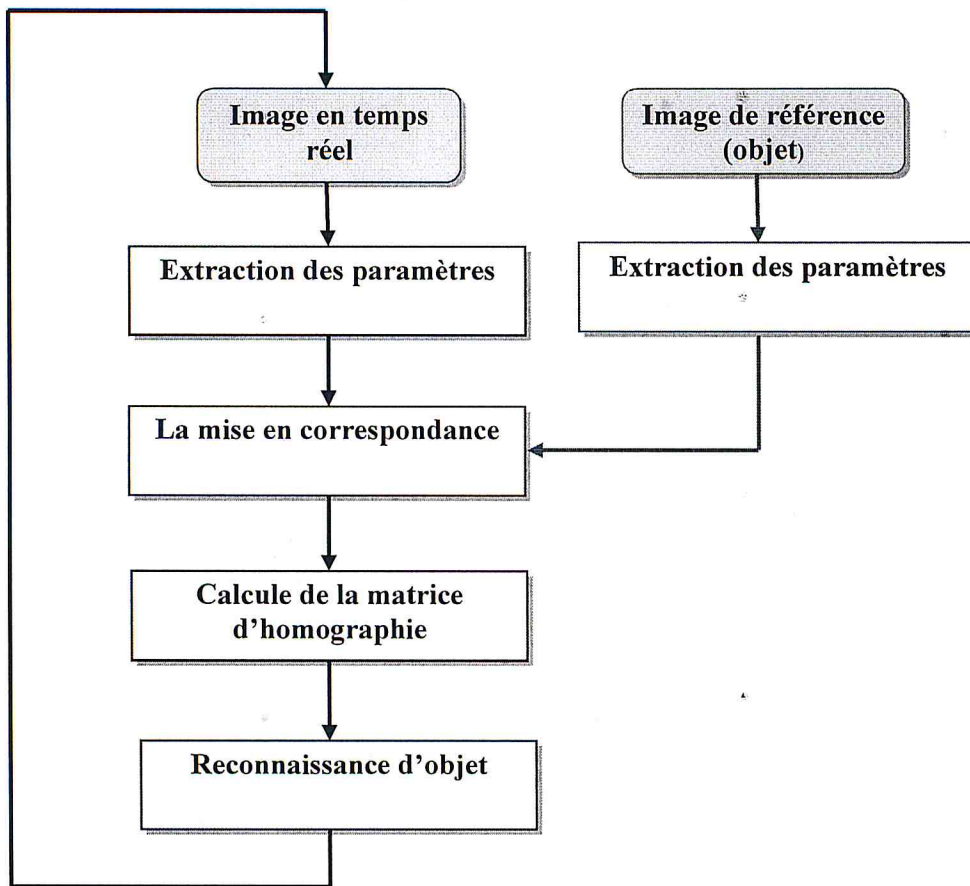 Image en temps
réel
Image de référence
(objet)
Extraction des paramètres
Extraction des paramètres
La mise en correspondance
Calcule de la matrice
d’homographie
Reconnaissance d’objet